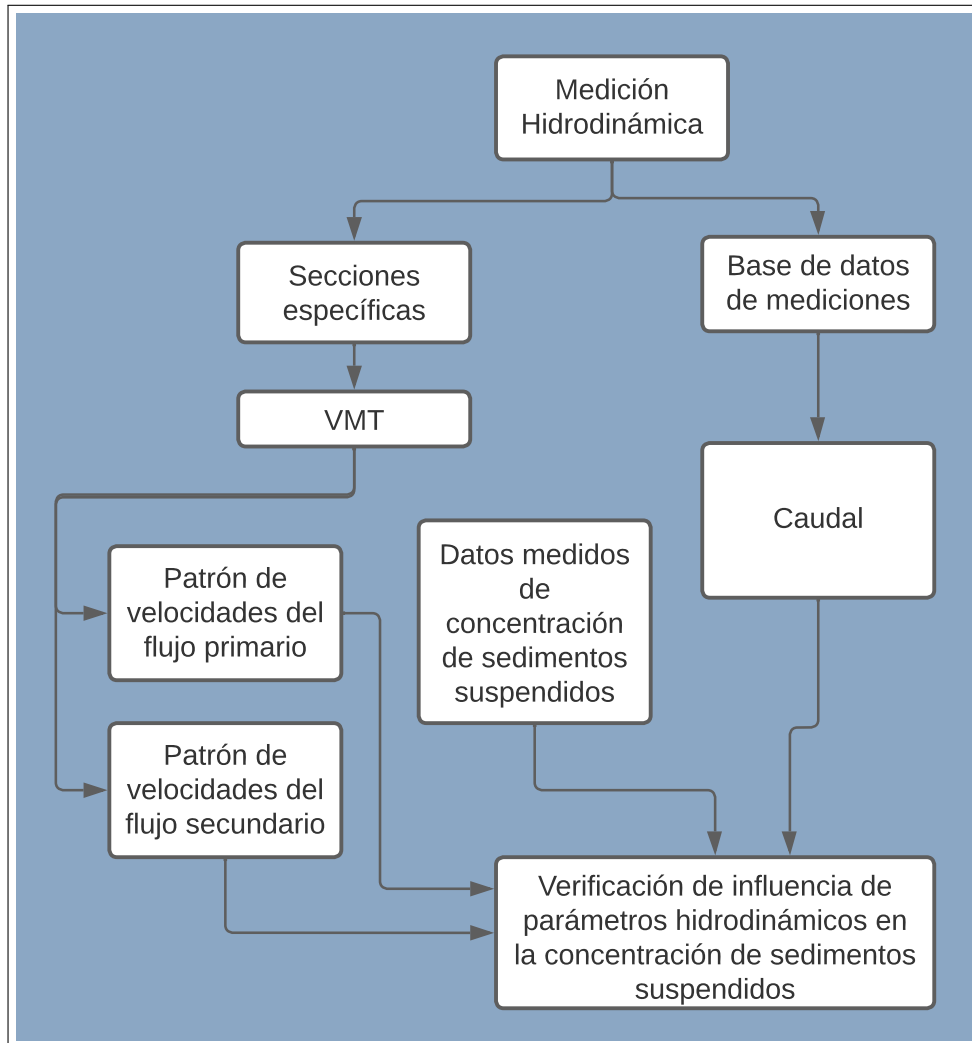 Medición
Hidrodinámica
Secciones
específicas
Base de datos
de mediciones
VMT
Caudal
Patrón de
velocidades del
flujo primario
Datos medidos
de
concentración
de sedimentos
suspendidos
Patrón de
velocidades del
flujo secundario
Verificación de influencia de
parámetros hidrodinámicos en
la concentración de sedimentos
suspendidos